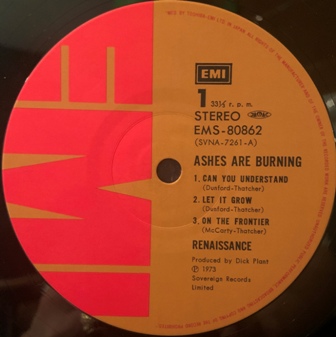 EMI
1 33⅓ r. p. m.
STEREO
EMS-80862
(SVNA-7261-A)
ASHES ARE BURNING
1. CAN YOU UNDERSTAND
(Dunford-Thatcher)
2. LET IT GROW
(Dunford-Thatcher)
3. ON THE FRONTIER
(McCarty-Thatcher)
RENAISSANCE
Produced by Dick Plant
Ⓟ 1973
Sovereign Records
Limited
EMI